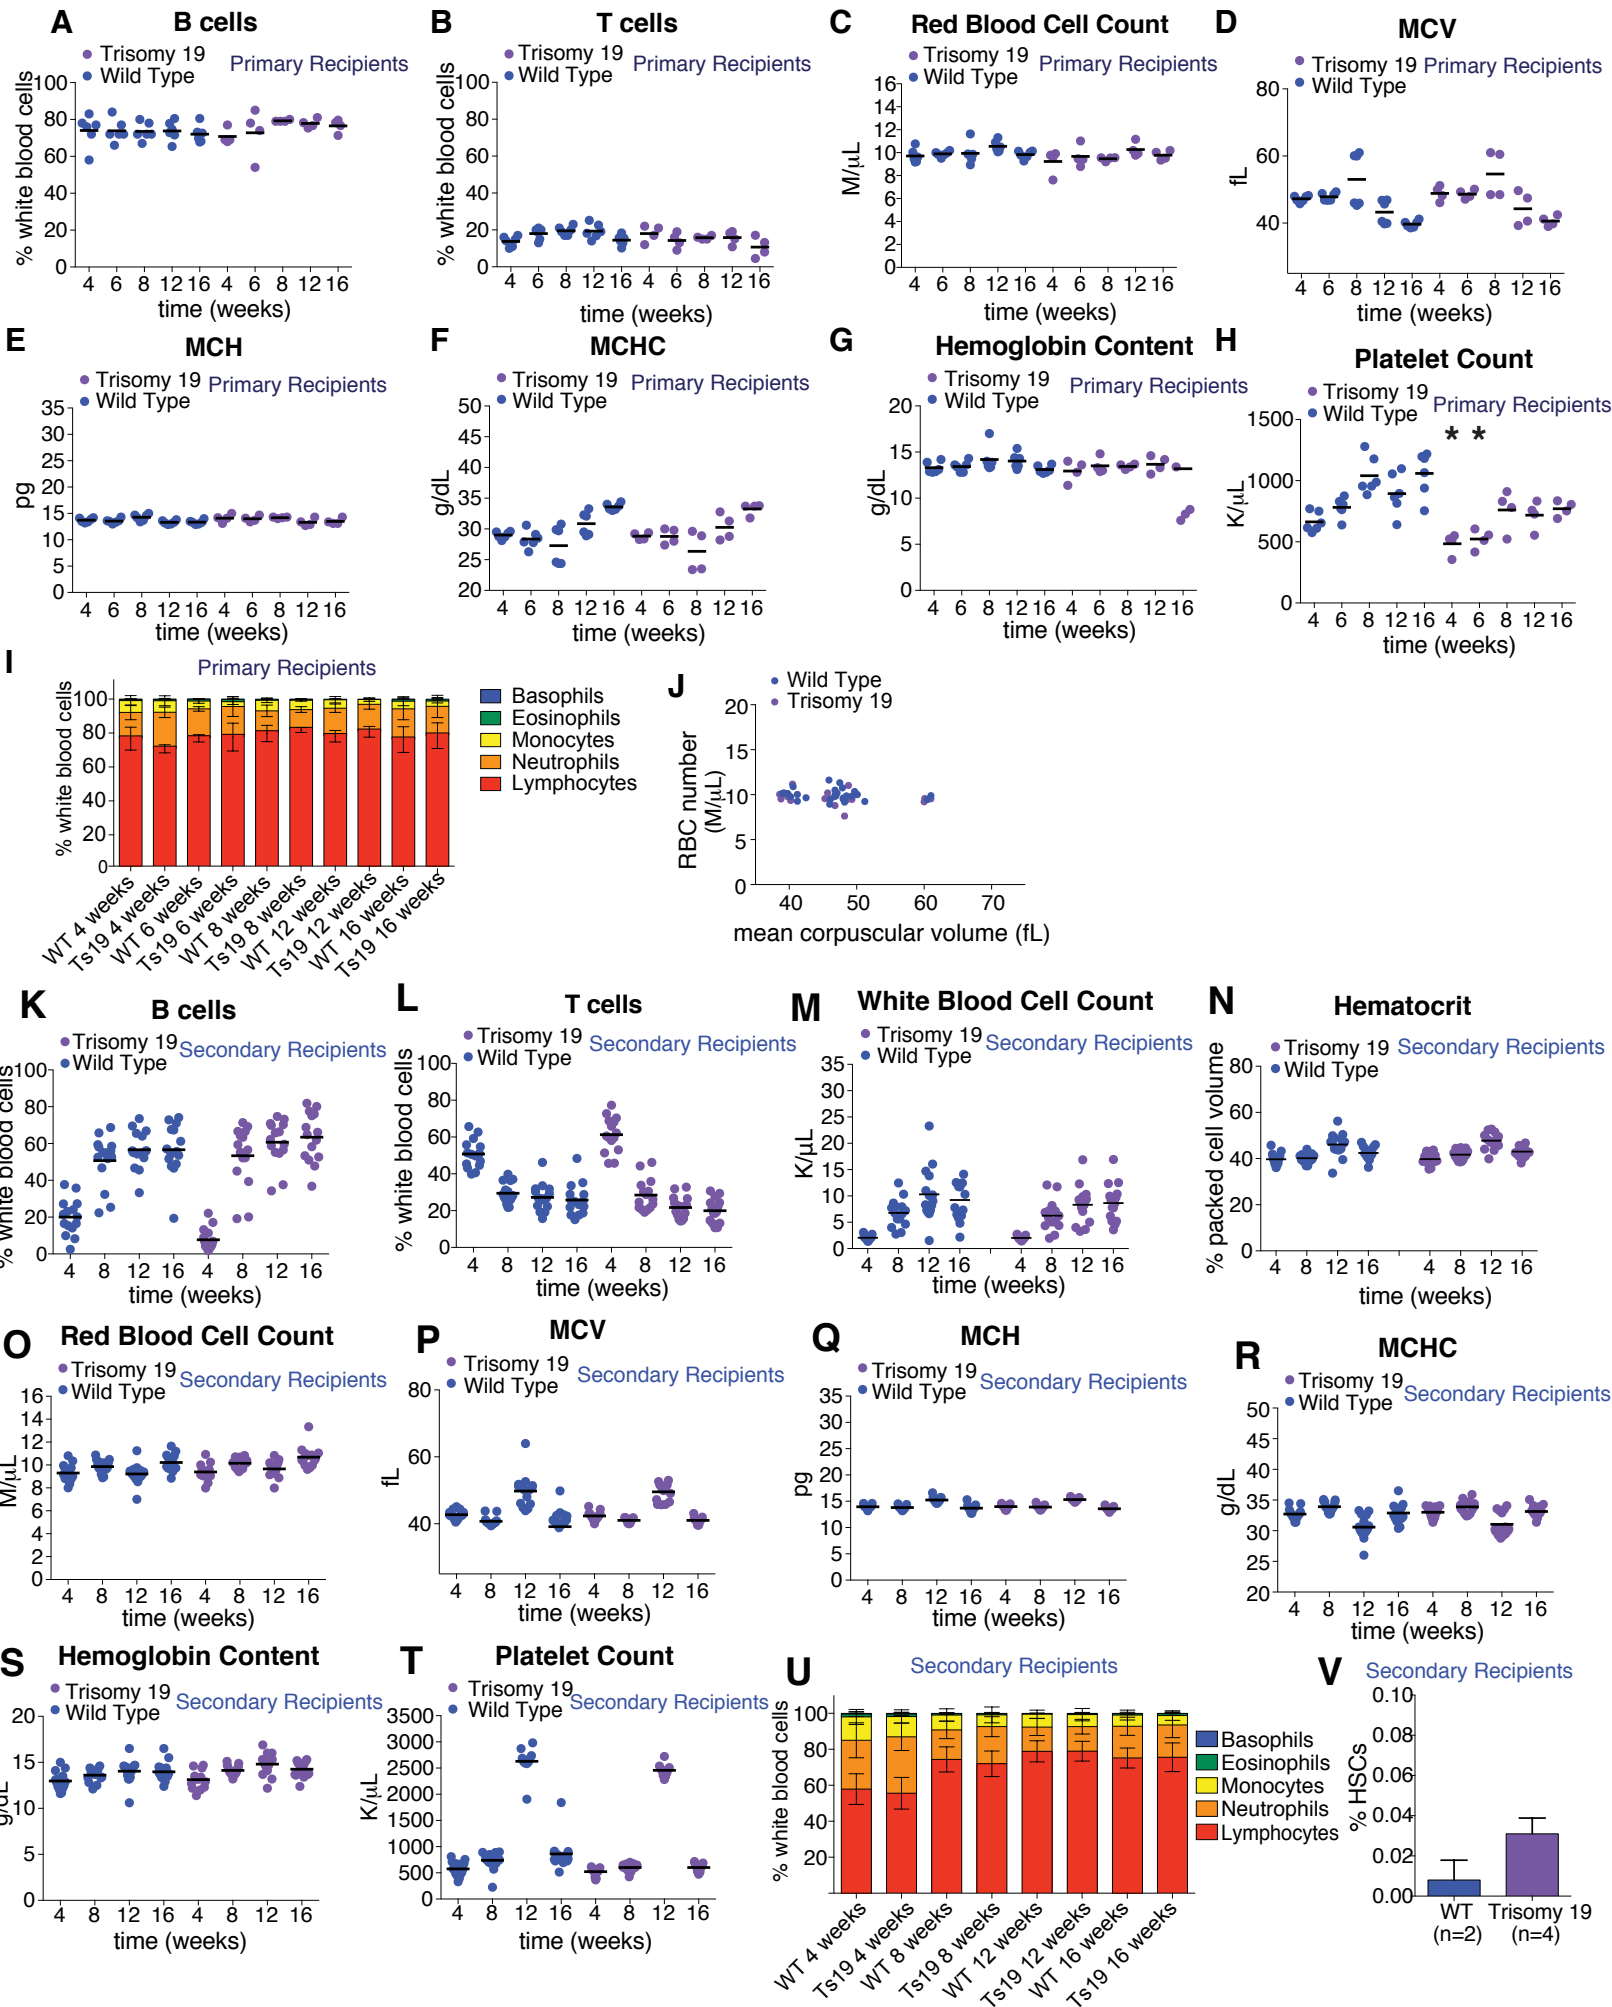 A
B cells
Trisomy 19
Wild Type
Primary Recipients
% white blood cells
100
80
60
40
20
0
4 6 8 12 16 4 6 8 12 16
time (weeks)
B
T cells
Trisomy 19
Wild Type
Primary Recipients
% white blood cells
100
80
60
40
20
0
4 6 8 12 16 4 6 8 12 16
time (weeks)
C
Red Blood Cell Count
Trisomy 19
Wild Type
Primary Recipients
M/µL
16
14
12
10
8
6
4
2
0
4 6 8 12 16 4 6 8 12 16
time (weeks)
D
MCV
Trisomy 19
Wild Type
Primary Recipients
fL
80
60
40
4 6 8 12 16 4 6 8 12 16
time (weeks)
E
MCH
Trisomy 19
Wild Type
Primary Recipients
pg
35
30
25
20
15
10
5
0
4 6 8 12 16 4 6 8 12 16
time (weeks)
F
MCHC
Trisomy 19
Wild Type
Primary Recipients
g/dL
50
45
40
35
30
25
20
4 6 8 12 16 4 6 8 12 16
time (weeks)
G
Hemoglobin Content
Trisomy 19
Wild Type
Primary Recipients
g/dL
20
15
10
5
0
4 6 8 12 16 4 6 8 12 16
time (weeks)
H
Platelet Count
Trisomy 19
Wild Type
Primary Recipients
* *
K/µL
1500
1000
500
0
4 6 8 12 16 4 6 8 12 16
time (weeks)
I
Primary Recipients
% white blood cells
100
80
60
40
20
0
WT 4 weeks
Ts19 4 weeks
WT 6 weeks
Ts19 6 weeks
WT 8 weeks
Ts19 8 weeks
WT 12 weeks
Ts19 12 weeks
WT 16 weeks
Ts19 16 weeks
Basophils
Eosinophils
Monocytes
Neutrophils
Lymphocytes
J
Wild Type
Trisomy 19
RBC number
(M/µL)
20
15
10
5
0
40 50 60 70
mean corpuscular volume (fL)
K
B cells
Trisomy 19
Wild Type
Secondary Recipients
% white blood cells
100
80
60
40
20
0
4 8 12 16 4 8 12 16
time (weeks)
L
T cells
Trisomy 19
Wild Type
Secondary Recipients
% white blood cells
100
80
60
40
20
0
4 8 12 16 4 8 12 16
time (weeks)
M
White Blood Cell Count
Trisomy 19
Wild Type
Secondary Recipients
K/µL
35
30
25
20
15
10
5
0
4 8 12 16 4 8 12 16
time (weeks)
N
Hematocrit
Trisomy 19
Wild Type
Secondary Recipients
% packed cell volume
80
60
40
20
0
4 8 12 16 4 8 12 16
time (weeks)
O
Red Blood Cell Count
Trisomy 19
Wild Type
Secondary Recipients
M/µL
16
14
12
10
8
6
4
2
0
4 8 12 16 4 8 12 16
time (weeks)
P
MCV
Trisomy 19
Wild Type
Secondary Recipients
fL
80
60
40
4 8 12 16 4 8 12 16
time (weeks)
Q
MCH
Trisomy 19
Wild Type
Secondary Recipients
pg
35
30
25
20
15
10
5
0
4 8 12 16 4 8 12 16
time (weeks)
R
MCHC
Trisomy 19
Wild Type
Secondary Recipients
g/dL
50
45
40
35
30
25
20
4 8 12 16 4 8 12 16
time (weeks)
S
Hemoglobin Content
Trisomy 19
Wild Type
Secondary Recipients
g/dL
20
15
10
5
0
4 8 12 16 4 8 12 16
time (weeks)
T
Platelet Count
Trisomy 19
Wild Type
Secondary Recipients
K/µL
3500
3000
2500
2000
1500
1000
500
0
4 8 12 16 4 8 12 16
time (weeks)
U
Secondary Recipients
% white blood cells
100
80
60
40
20
WT 4 weeks
Ts19 4 weeks
WT 8 weeks
Ts19 8 weeks
WT 12 weeks
Ts19 12 weeks
WT 16 weeks
Ts19 16 weeks
Basophils
Eosinophils
Monocytes
Neutrophils
Lymphocytes
V
Secondary Recipients
% HSCs
0.10
0.08
0.06
0.04
0.02
0.00
WT Trisomy 19
(n=2) (n=4)